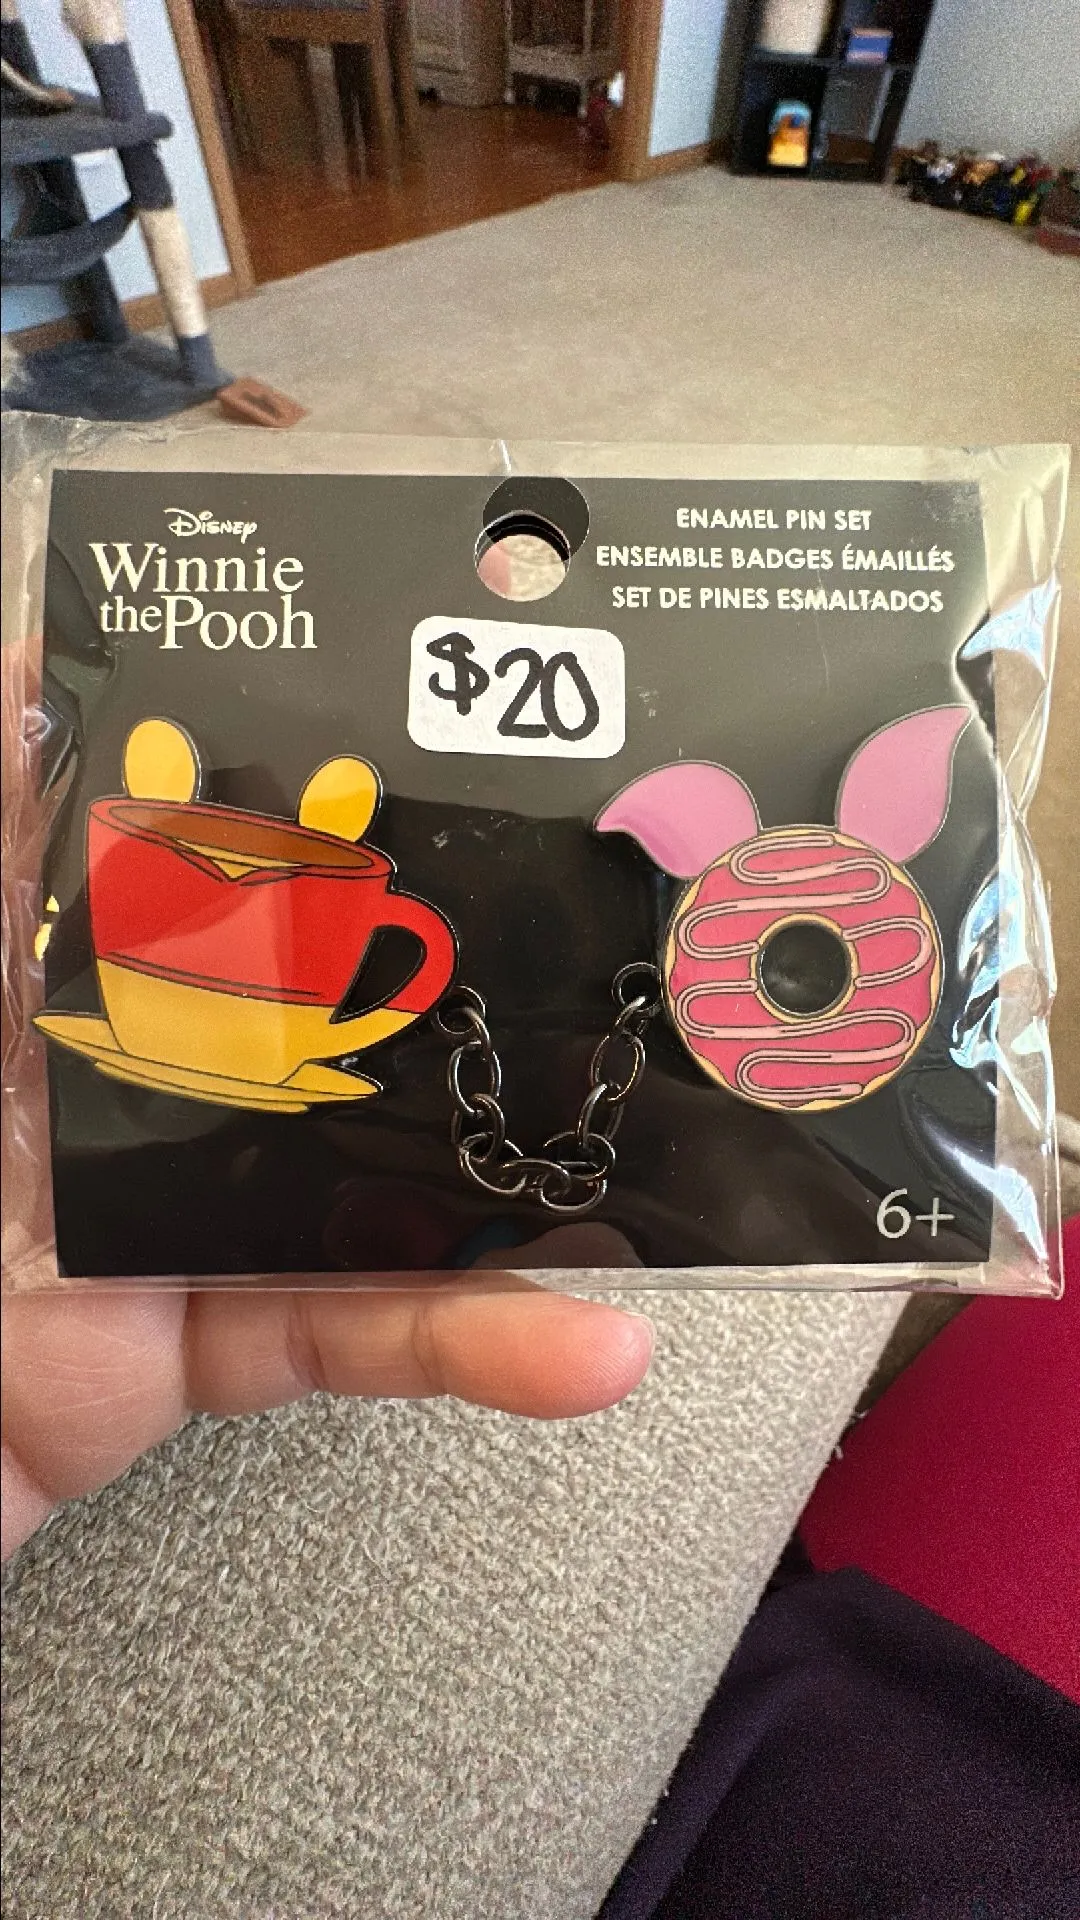 Disney
Winnie
the Pooh
ENAMEL PIN SET
ENSEMBLE BADGES ÉMAILLÉS
SET DE PINES ESMALTADOS
$20
6+